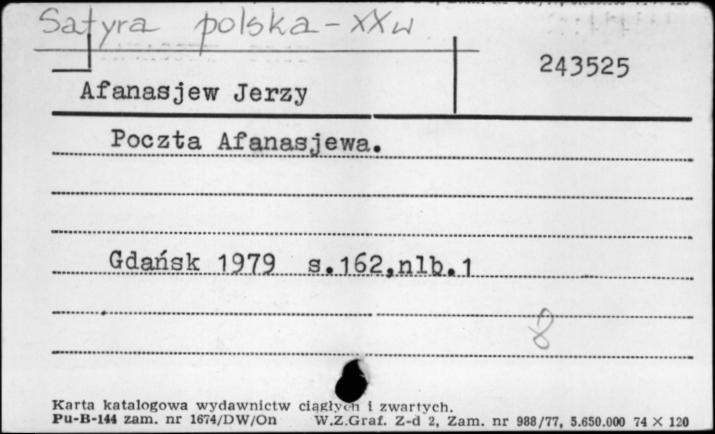 Satyra polska - XXw
243525
Afanasjew Jerzy
Poczta Afanasjewa.
Gdańsk 1979 s.162,nlb.1
8
Karta katalogowa wydawnictw ciągłych i zwartych.
Pu-B-144 zam. nr 1674/DW/On W.Z.Graf. Z-d 2, Zam. nr 988/77, 5.650.000 74 × 120